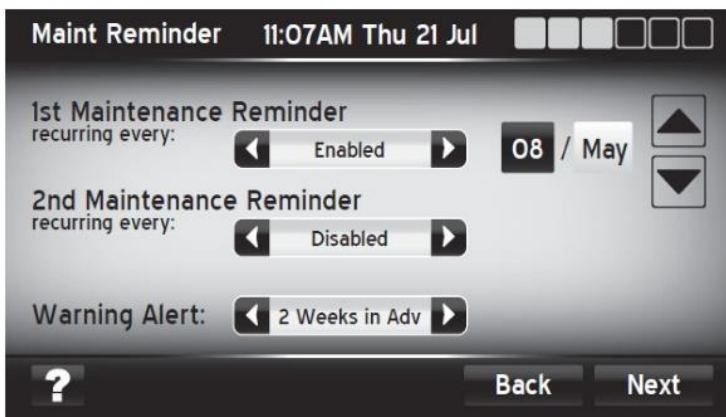 Maint Reminder 11:07AM Thu 21 Jul
1st Maintenance Reminder
recurring every:
Enabled
08 / May
2nd Maintenance Reminder
recurring every:
Disabled
Warning Alert:
2 Weeks in Adv
?
Back
Next